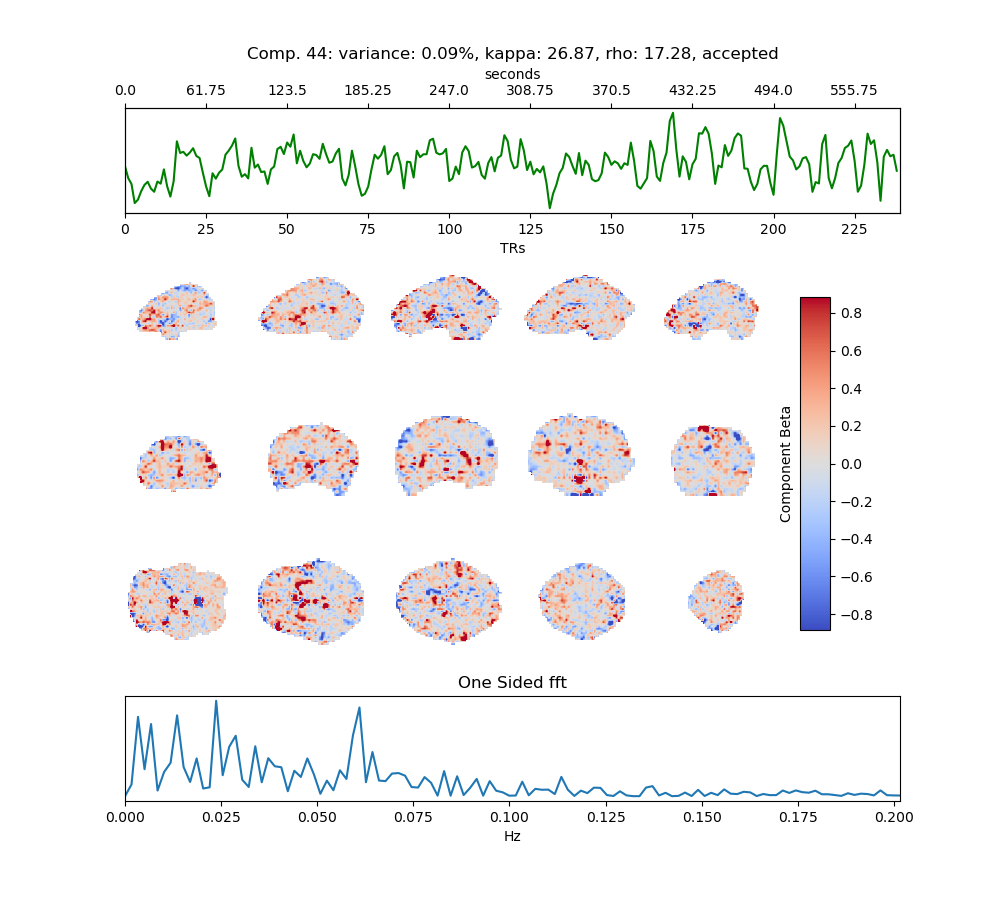 Comp. 44: variance: 0.09%, kappa: 26.87, rho: 17.28, accepted
seconds
0.0 61.75 123.5 185.25 247.0 308.75 370.5 432.25 494.0 555.75
0 25 50 75 100 125 150 175 200 225
TRs
0.8
0.6
0.4
0.2
0.0
−0.2
−0.4
−0.6
−0.8
Component Beta
One Sided fft
0.000 0.025 0.050 0.075 0.100 0.125 0.150 0.175 0.200
Hz